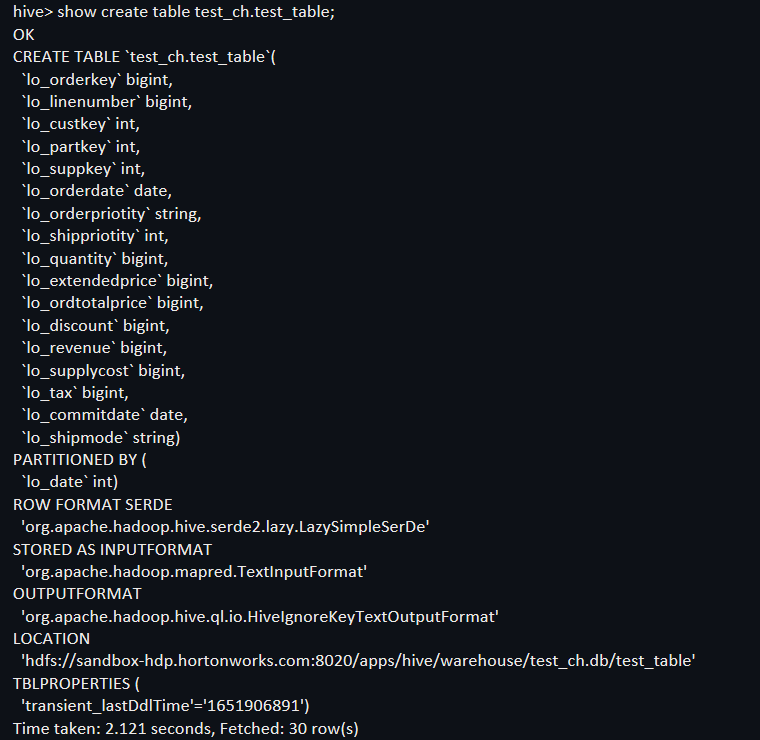 hive> show create table test_ch.test_table;
OK
CREATE TABLE `test_ch.test_table`(
  `lo_orderkey` bigint,
  `lo_linenumber` bigint,
  `lo_custkey` int,
  `lo_partkey` int,
  `lo_suppkey` int,
  `lo_orderdate` date,
  `lo_orderpriotity` string,
  `lo_shippriotity` int,
  `lo_quantity` bigint,
  `lo_extendedprice` bigint,
  `lo_ordtotalprice` bigint,
  `lo_discount` bigint,
  `lo_revenue` bigint,
  `lo_supplycost` bigint,
  `lo_tax` bigint,
  `lo_commitdate` date,
  `lo_shipmode` string)
PARTITIONED BY (
  `lo_date` int)
ROW FORMAT SERDE
  'org.apache.hadoop.hive.serde2.lazy.LazySimpleSerDe'
STORED AS INPUTFORMAT
  'org.apache.hadoop.mapred.TextInputFormat'
OUTPUTFORMAT
  'org.apache.hadoop.hive.ql.io.HiveIgnoreKeyTextOutputFormat'
LOCATION
  'hdfs://sandbox-hdp.hortonworks.com:8020/apps/hive/warehouse/test_ch.db/test_table'
TBLPROPERTIES (
  'transient_lastDdlTime'='1651906891')
Time taken: 2.121 seconds, Fetched: 30 row(s)